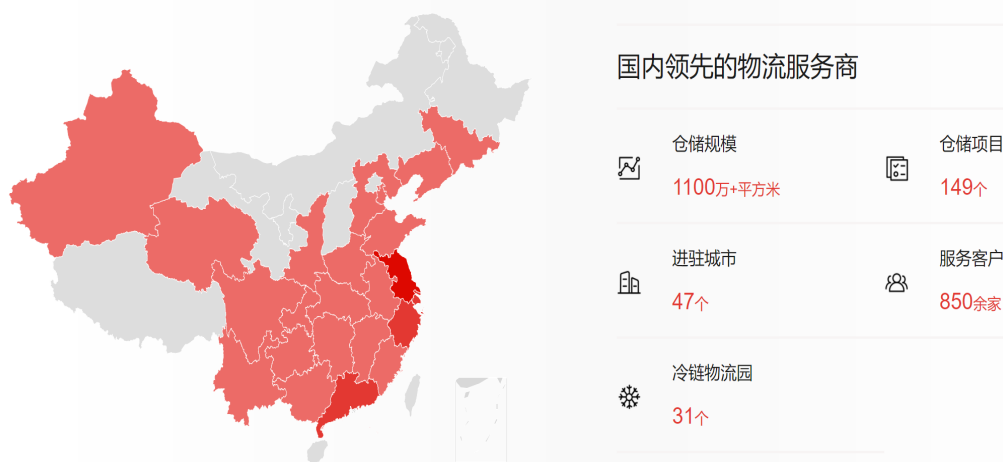 国内领先的物流服务商
仓储规模
1100万+平方米
仓储项目
149个
进驻城市
47个
服务客户
850余家
冷链物流园
31个